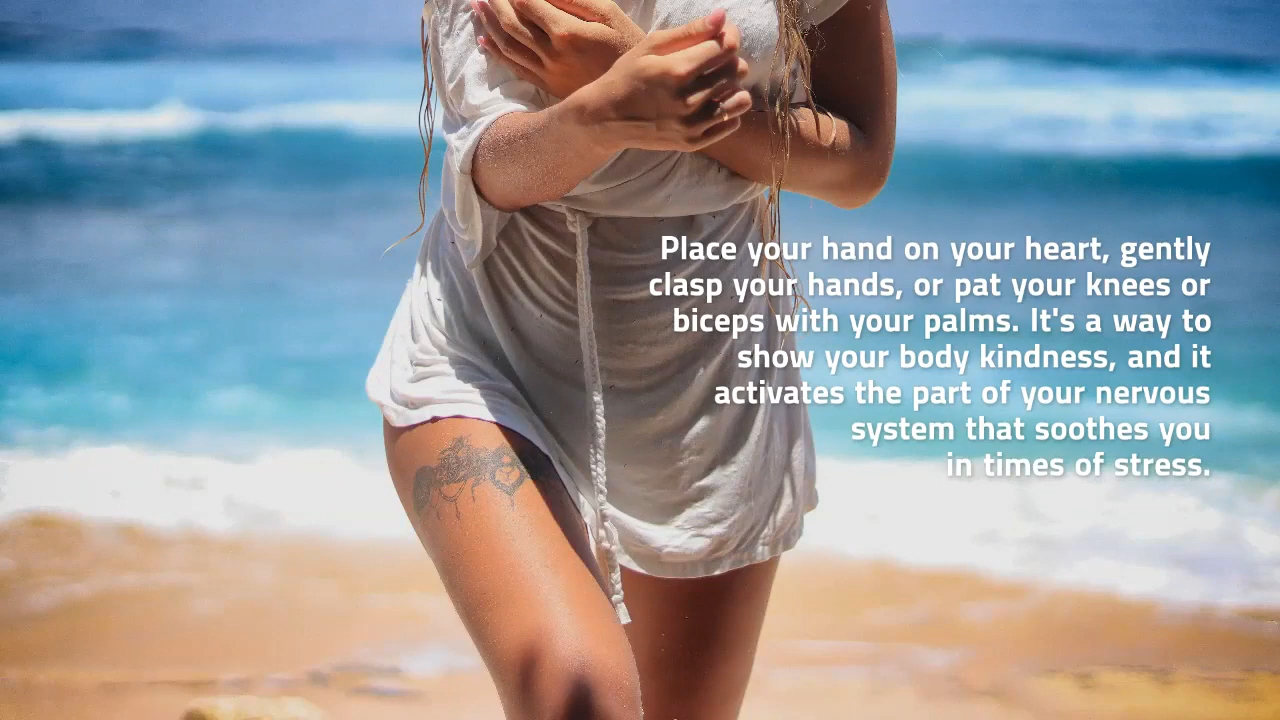 Place your hand on your heart, gently
clasp your hands, or pat your knees or
biceps with your palms. It's a way to
show your body kindness, and it
activates the part of your nervous
system that soothes you
in times of stress.